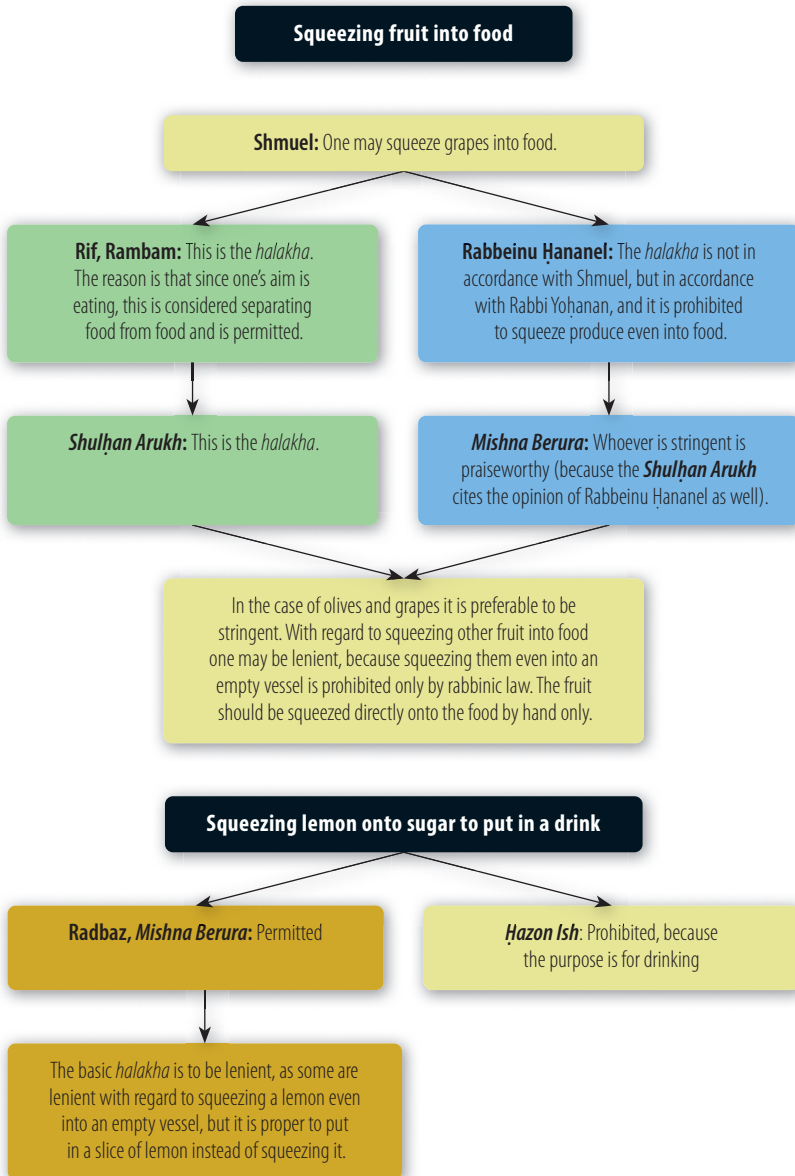 Squeezing fruit into food
Shmuel: One may squeeze grapes into food.
Rif, Rambam: This is the halakha.
The reason is that since one's aim is
eating, this is considered separating
food from food and is permitted.
Rabbeinu Ḥananel: The halakha is not in
accordance with Shmuel, but in accordance
with Rabbi Yoḥanan, and it is prohibited
to squeeze produce even into food.
Shulḥan Arukh: This is the halakha.
Mishna Berura: Whoever is stringent is
praiseworthy (because the Shulḥan Arukh
cites the opinion of Rabbeinu Ḥananel as well).
In the case of olives and grapes it is preferable to be
stringent. With regard to squeezing other fruit into food
one may be lenient, because squeezing them even into an
empty vessel is prohibited only by rabbinic law. The fruit
should be squeezed directly onto the food by hand only.
Squeezing lemon onto sugar to put in a drink
Radbaz, Mishna Berura: Permitted
Ḥazon Ish: Prohibited, because
the purpose is for drinking
The basic halakha is to be lenient, as some are
lenient with regard to squeezing a lemon even
into an empty vessel, but it is proper to put
in a slice of lemon instead of squeezing it.